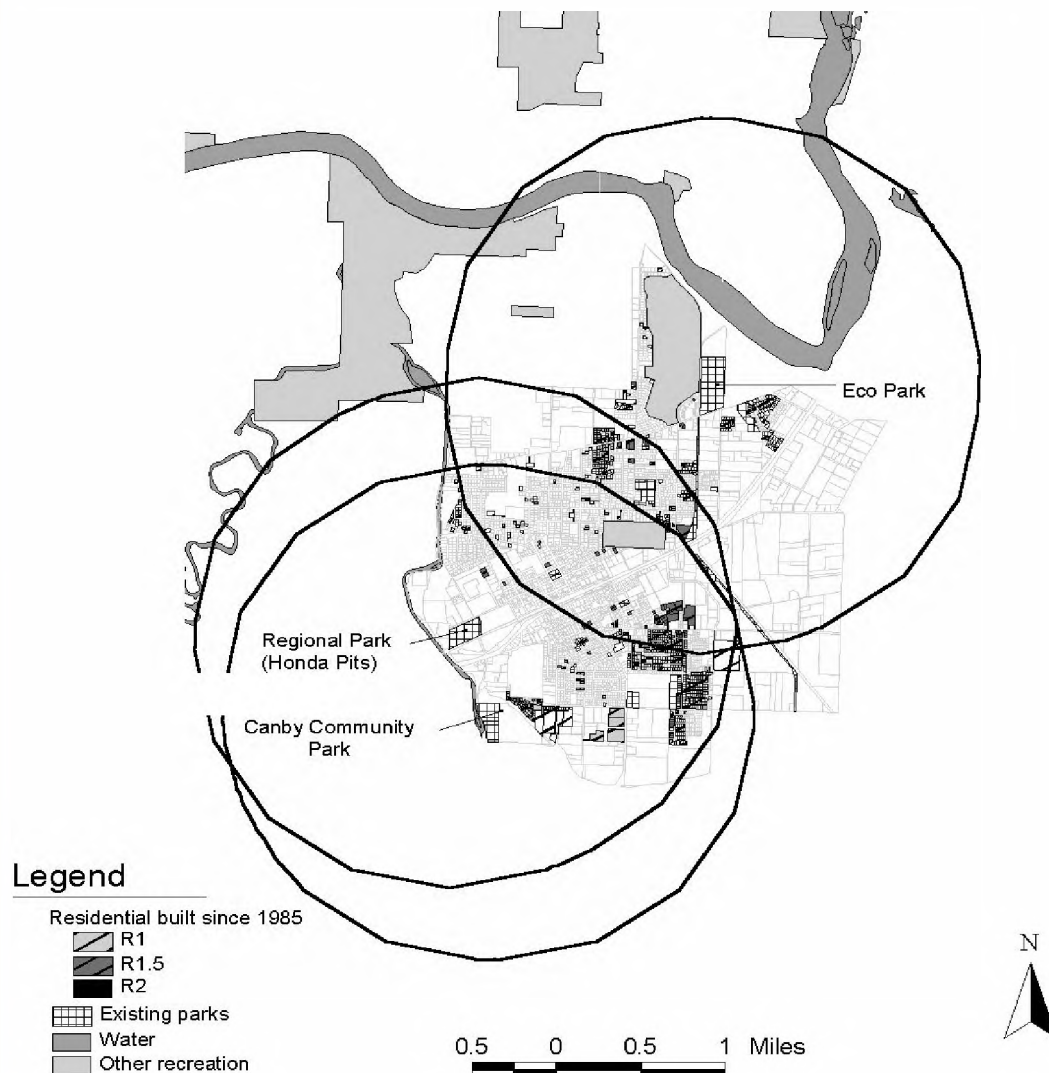 Eco Park
Regional Park
(Honda Pits)
Canby Community
Park
Legend
Residential built since 1985
R1
R1.5
R2
Existing parks
Water
Other recreation
N
0.5 0 0.5 1 Miles